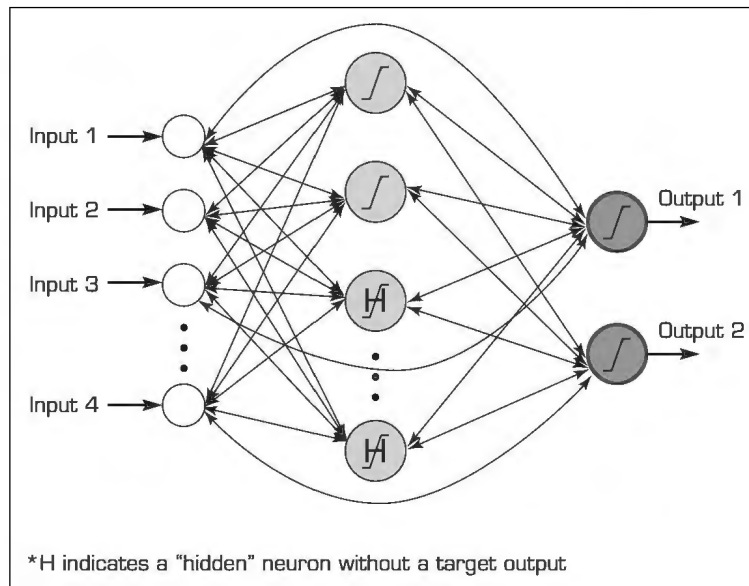 Input 1
Input 2
Input 3
Input 4
H
H
Output 1
Output 2
*H indicates a "hidden" neuron without a target output